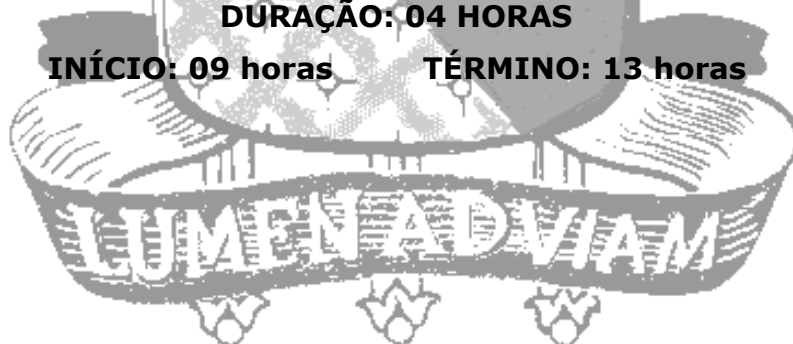 DURAÇÃO: 04 HORAS
INÍCIO: 09 horas TÉRMINO: 13 horas
LUMEN AD VIAM